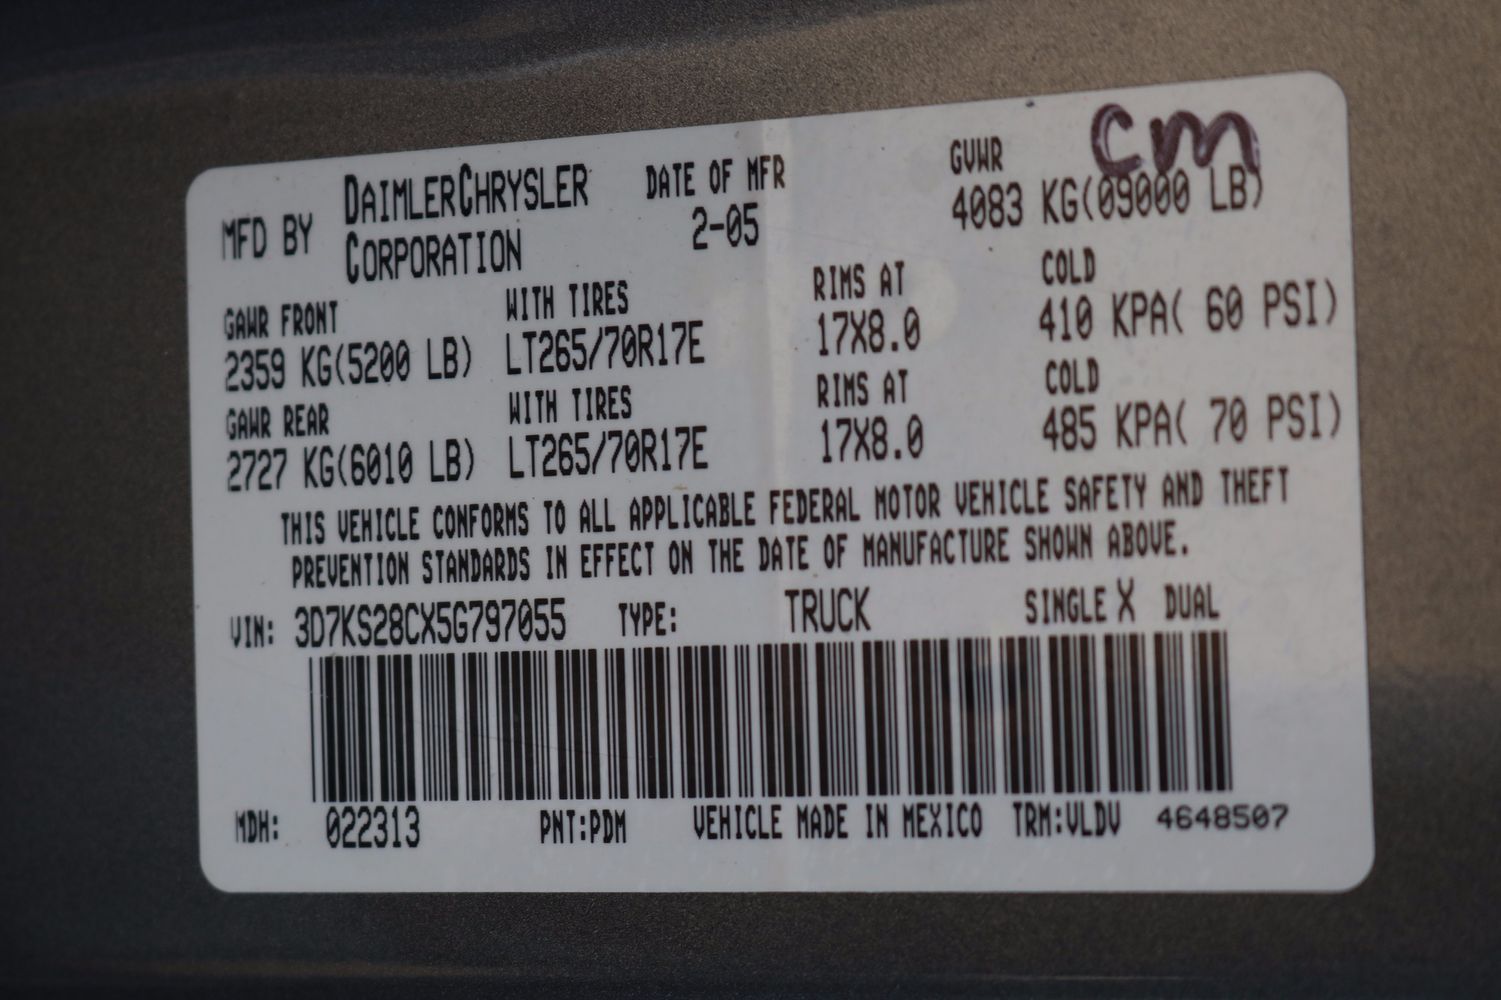 CM
MFD BY DAIMLERCHRYSLER CORPORATION DATE OF MFR 2-05 GVWR 4083 KG(09000 LB)
GAWR FRONT WITH TIRES RIMS AT COLD
2359 KG(5200 LB) LT265/70R17E 17X8.0 410 KPA( 60 PSI)
GAWR REAR WITH TIRES RIMS AT COLD
2727 KG(6010 LB) LT265/70R17E 17X8.0 485 KPA( 70 PSI)
THIS VEHICLE CONFORMS TO ALL APPLICABLE FEDERAL MOTOR VEHICLE SAFETY AND THEFT
PREVENTION STANDARDS IN EFFECT ON THE DATE OF MANUFACTURE SHOWN ABOVE.
VIN: 3D7KS28CX5G797055 TYPE: TRUCK SINGLE X DUAL
MDH: 022313 PNT:PDM VEHICLE MADE IN MEXICO TRM:VLDV 4648507